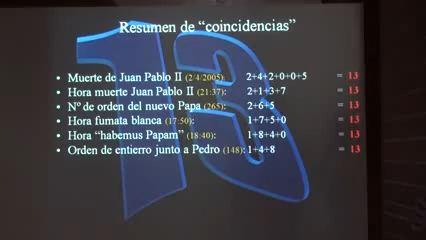 Resumen de “coincidencias”
• Muerte de Juan Pablo II (2/4/2005): 2+4+2+0+0+5 = 13
• Hora muerte Juan Pablo II (21:37): 2+1+3+7 = 13
• Nº de orden del nuevo Papa (265): 2+6+5 = 13
• Hora fumata blanca (17:50): 1+7+5+0 = 13
• Hora “habemus Papam” (18:40): 1+8+4+0 = 13
• Orden de entierro junto a Pedro (148): 1+4+8 = 13
13